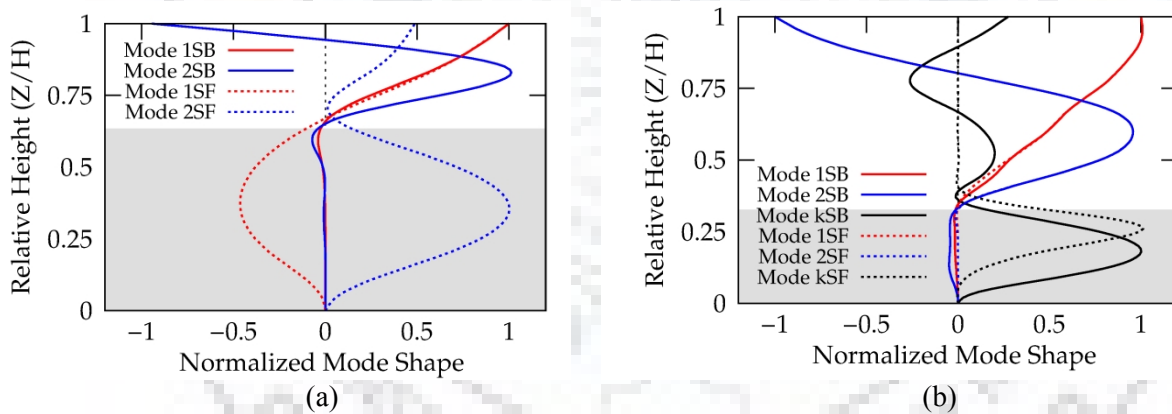 Relative Height (Z/H)
1
0.75
0.5
0.25
0
Mode 1SB
Mode 2SB
Mode 1SF
Mode 2SF
−1
−0.5
0
0.5
1
Normalized Mode Shape
(a)
Relative Height (Z/H)
1
0.75
0.5
0.25
0
Mode 1SB
Mode 2SB
Mode kSB
Mode 1SF
Mode 2SF
Mode kSF
−1
−0.5
0
0.5
1
Normalized Mode Shape
(b)